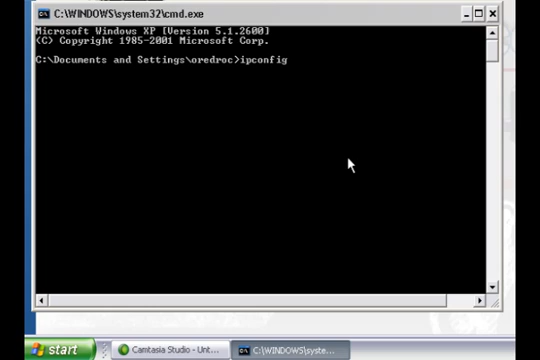 C:\WINDOWS\system32\cmd.exe
Microsoft Windows XP [Version 5.1.2600]
(C) Copyright 1985-2001 Microsoft Corp.
C:\Documents and Settings\oredroc>ipconfig
start
Camtasia Studio - Unt...
C:\WINDOWS\syste...